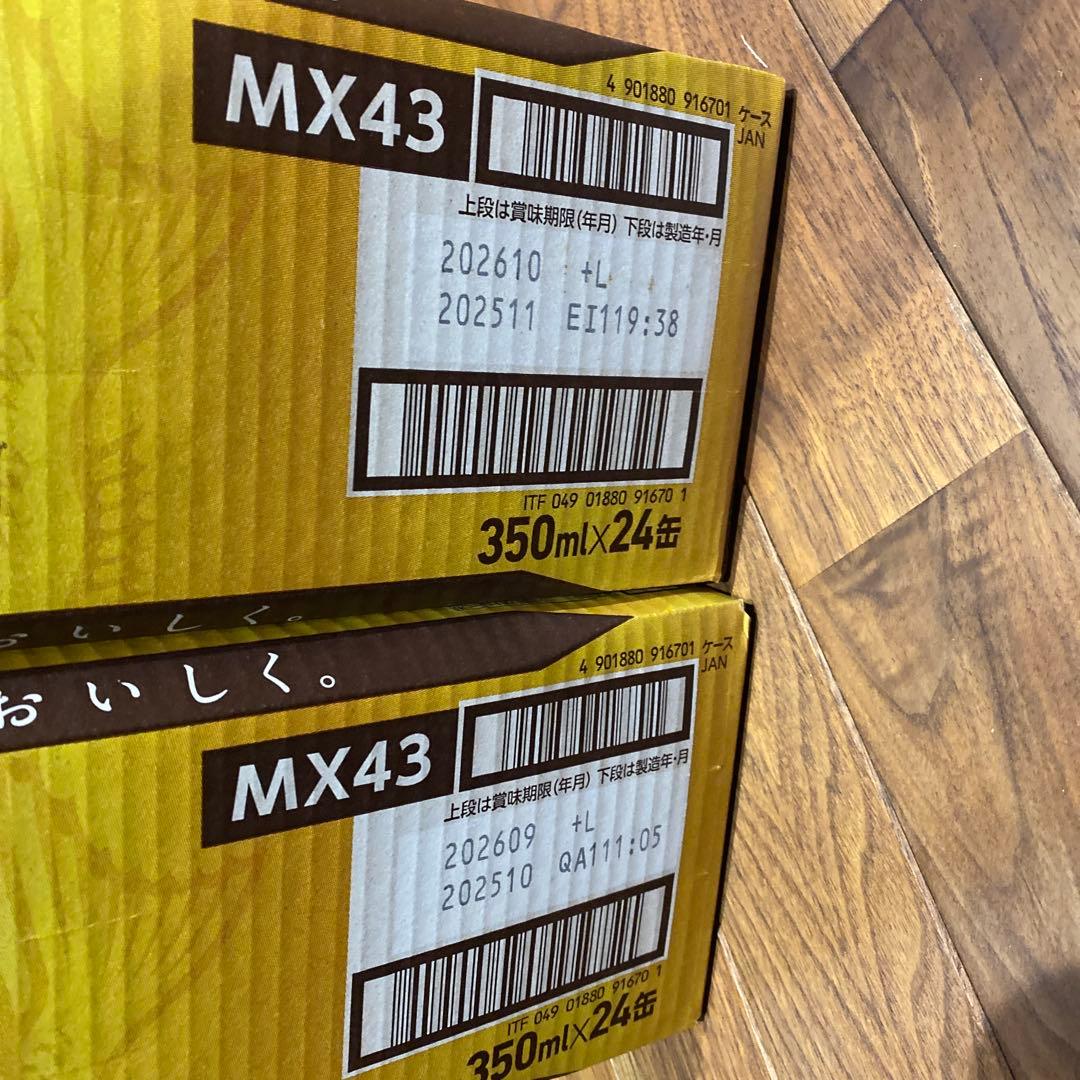 MX43
4 901880 916701 ケース
JAN
上段は賞味期限(年月) 下段は製造年・月
202610 +L
202511 EI119:38
ITF 049 01880 91670 1
350ml×24缶
おいしく。
おいしく。
4 901880 916701 ケース
JAN
MX43
上段は賞味期限(年月) 下段は製造年・月
202609 +L
202510 QA111:05
ITF 049 01880 91670 1
350ml×24缶